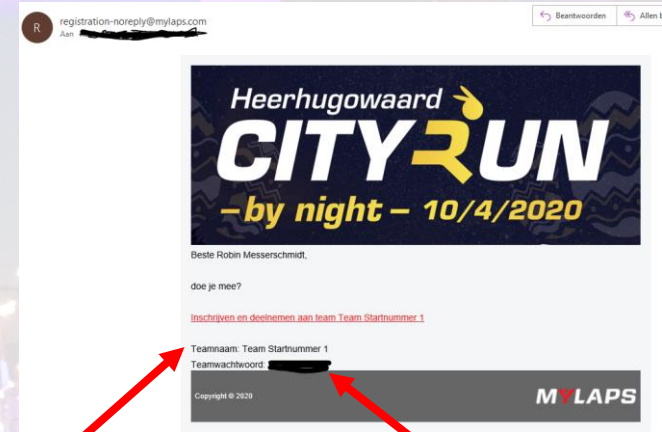 R
registration-noreply@mylaps.com
Aan
Beantwoorden
Allen b
Heerhugowaard
CITYRUN
–by night– 10/4/2020
Beste Robin Messerschmidt,
doe je mee?
Inschrijven en deelnemen aan team Team Startnummer 1
Teamnaam: Team Startnummer 1
Teamwachtwoord:
Copyright © 2020
MYLAPS